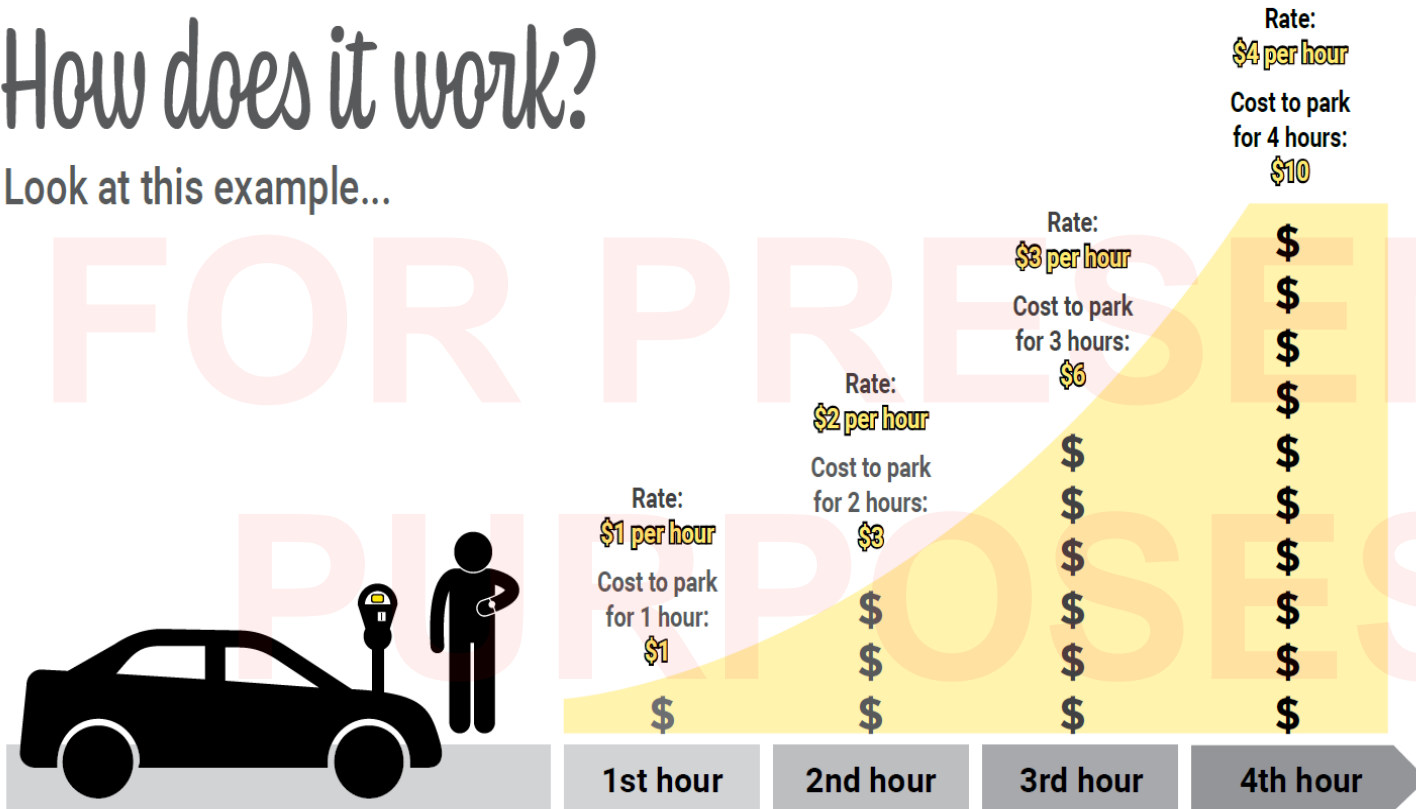 How does it work?
Look at this example...
Rate:
$1 per hour
Cost to park
for 1 hour:
$1
$
1st hour
Rate:
$2 per hour
Cost to park
for 2 hours:
$3
$
$
$
2nd hour
Rate:
$3 per hour
Cost to park
for 3 hours:
$6
$
$
$
$
$
$
3rd hour
Rate:
$4 per hour
Cost to park
for 4 hours:
$10
$
$
$
$
$
$
$
$
$
$
4th hour
FOR
PURPOSES